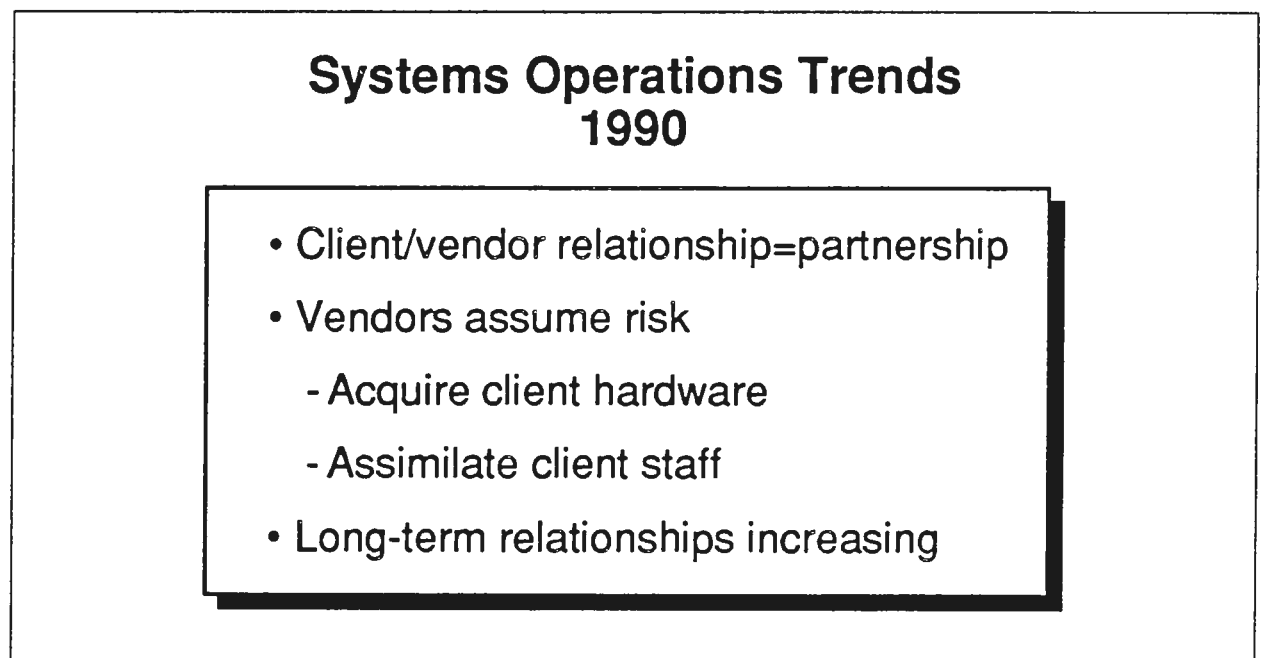 Systems Operations Trends
1990
• Client/vendor relationship=partnership
• Vendors assume risk
- Acquire client hardware
- Assimilate client staff
• Long-term relationships increasing